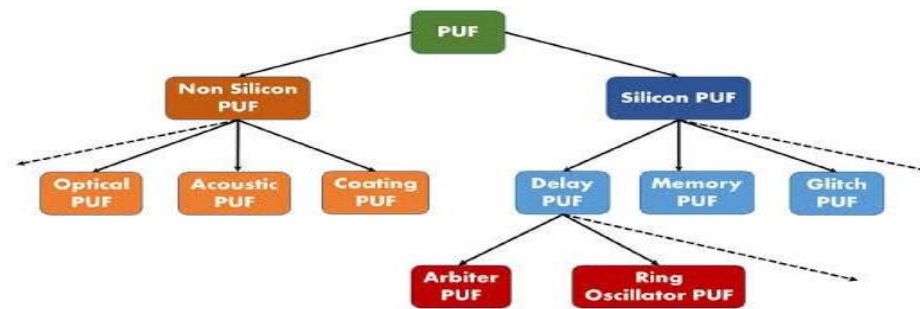 PUF
Non Silicon
PUF
Silicon PUF
Optical
PUF
Acoustic
PUF
Coating
PUF
Delay
PUF
Memory
PUF
Glitch
PUF
Arbiter
PUF
Ring
Oscillator PUF